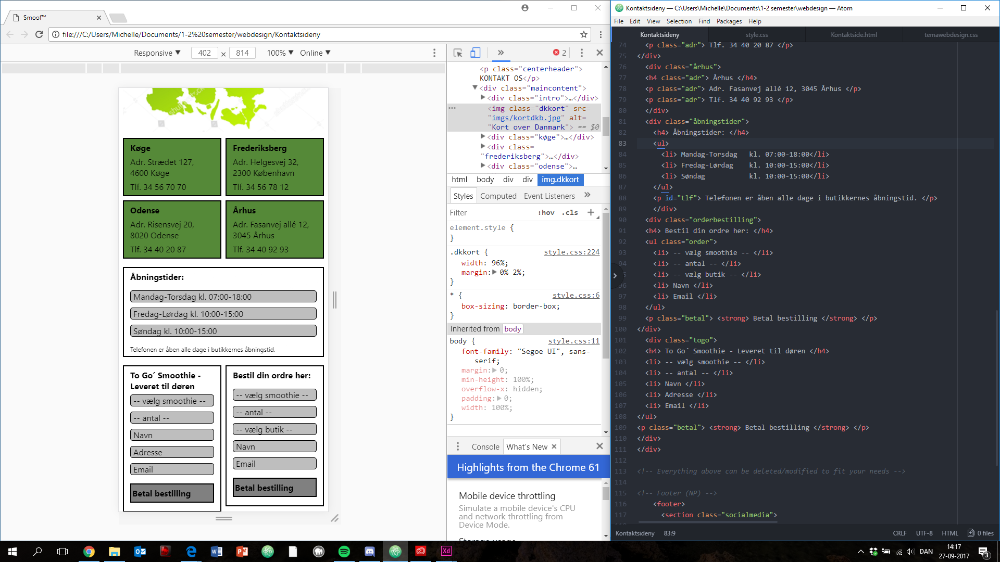 Smoof™
file:///C:/Users/Michelle/Documents/1-2%20semester/webdesign/Kontaktsideny
Responsive ▼ 402 × 814 100% ▼ Online ▼
Køge
Adr. Strædet 127,
4600 Køge
Tlf. 34 56 70 70
Frederiksberg
Adr. Helgesvej 32,
2300 København
Tlf. 34 56 78 12
Odense
Adr. Risensvej 20,
8020 Odense
Tlf. 34 40 20 87
Århus
Adr. Fasanvej allé 12,
3045 Århus
Tlf. 34 40 92 93
Åbningstider:
Mandag-Torsdag kl. 07:00-18:00
Fredag-Lørdag kl. 10:00-15:00
Søndag kl. 10:00-15:00
Telefonen er åben alle dage i butikkernes åbningstid.
To Go´ Smoothie -
Leveret til døren
-- vælg smoothie --
-- antal --
Navn
Adresse
Email
Betal bestilling
Bestil din ordre her:
-- vælg smoothie --
-- antal --
-- vælg butik --
Navn
Email
Betal bestilling
2
<p class="centerheader">
KONTAKT OS</p>
<div class="maincontent">
<div class="intro">…</div>
<img class="dkkort" src=
"imgs/kortdkb.jpg" alt=
"Kort over Danmark"> == $0
<div class="køge">…</div>
<div class=
"frederiksberg">…</div>
<div class="odense">…
html body div div img.dkkort
Styles Computed Event Listeners
Filter :hov .cls +
element.style {
}
.dkkort { style.css:224
width: 96%;
margin: 0% 2%;
}
* { style.css:6
box-sizing: border-box;
}
Inherited from body
body { style.css:11
font-family: "Segoe UI", sans-
serif;
margin: 0;
min-height: 100%;
overflow-x: hidden;
padding: 0;
width: 100%;
}
Console What's New
Highlights from the Chrome 61
Mobile device throttling
Simulate a mobile device's CPU
and network throttling from
Device Mode.
Kontaktsideny — C:\Users\Michelle\Documents\1-2 semester\webdesign — Atom
File Edit View Selection Find Packages Help
Kontaktsideny style.css Kontaktside.html temawebdesign.css
74 <p class="adr"> Tlf. 34 40 20 87 </p>
75 </div>
76 <div class="århus">
77 <h4 class="adr"> Århus </h4>
78 <p class="adr"> Adr. Fasanvej allé 12, 3045 Århus </p>
79 <p class="adr"> Tlf. 34 40 92 93 </p>
80 </div>
81 <div class="åbningstider">
82 <h4> Åbningstider: </h4>
83 <ul>
84 <li> Mandag-Torsdag kl. 07:00-18:00</li>
85 <li> Fredag-Lørdag kl. 10:00-15:00</li>
86 <li> Søndag kl. 10:00-15:00</li>
87 </ul>
88 <p id="tlf"> Telefonen er åben alle dage i butikkernes åbningstid. </p>
89 </div>
90 <div class="orderbestilling">
91 <h4> Bestil din ordre her: </h4>
92 <ul class="order">
93 <li> -- vælg smoothie -- </li>
94 <li> -- antal -- </li>
<li> -- vælg butik -- </li>
96 <li> Navn </li>
97 <li> Email </li>
98 </ul>
99 <p class="betal"> <strong> Betal bestilling </strong> </p>
100 </div>
101 <div class="togo">
102 <h4> To Go´ Smoothie - Leveret til døren </h4>
103 <li> -- vælg smoothie -- </li>
104 <li> -- antal -- </li>
105 <li> Navn </li>
106 <li> Adresse </li>
107 <li> Email </li>
108 </ul>
109 <p class="betal"> <strong> Betal bestilling </strong> </p>
110 </div>
111 </div>
112
113 <!-- Everything above can be deleted/modified to fit your needs -->
114
115 <!-- Footer (NP) -->
116 <footer>
117 <section class="socialmedia">
Kontaktsideny 83:9 CRLF UTF-8 HTML 0 files
DAN
14:17
27-09-2017
3